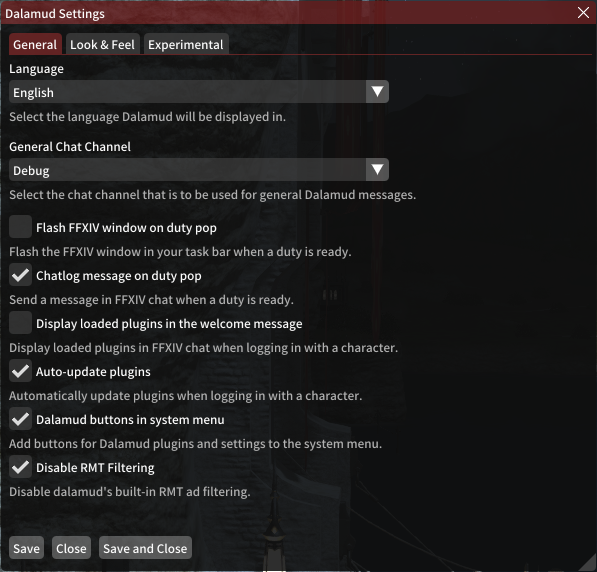 Dalamud Settings
General Look & Feel Experimental
Language
English
Select the language Dalamud will be displayed in.
General Chat Channel
Debug
Select the chat channel that is to be used for general Dalamud messages.
Flash FFXIV window on duty pop
Flash the FFXIV window in your task bar when a duty is ready.
Chatlog message on duty pop
Send a message in FFXIV chat when a duty is ready.
Display loaded plugins in the welcome message
Display loaded plugins in FFXIV chat when logging in with a character.
Auto-update plugins
Automatically update plugins when logging in with a character.
Dalamud buttons in system menu
Add buttons for Dalamud plugins and settings to the system menu.
Disable RMT Filtering
Disable dalamud's built-in RMT ad filtering.
Save Close Save and Close